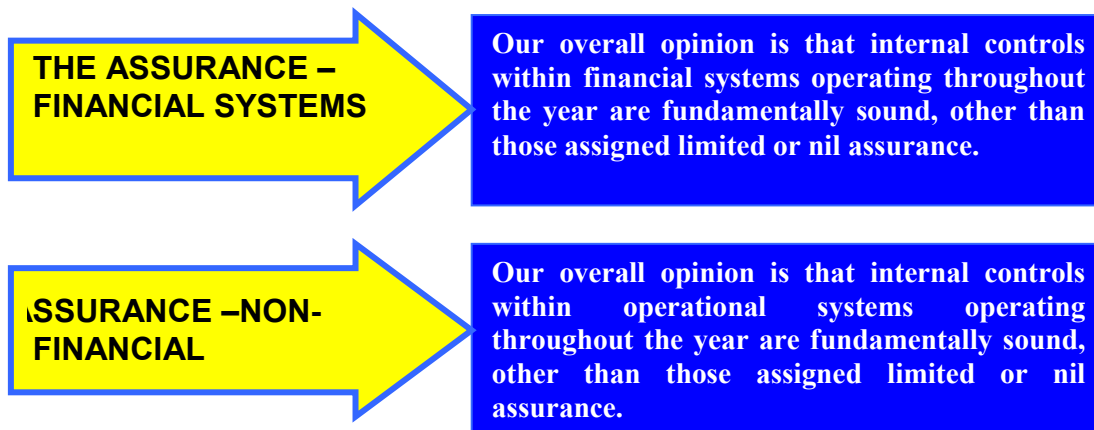 THE ASSURANCE –
FINANCIAL SYSTEMS
Our overall opinion is that internal controls
within financial systems operating throughout
the year are fundamentally sound, other than
those assigned limited or nil assurance.
ASSURANCE –NON-
FINANCIAL
Our overall opinion is that internal controls
within operational systems operating
throughout the year are fundamentally sound,
other than those assigned limited or nil
assurance.